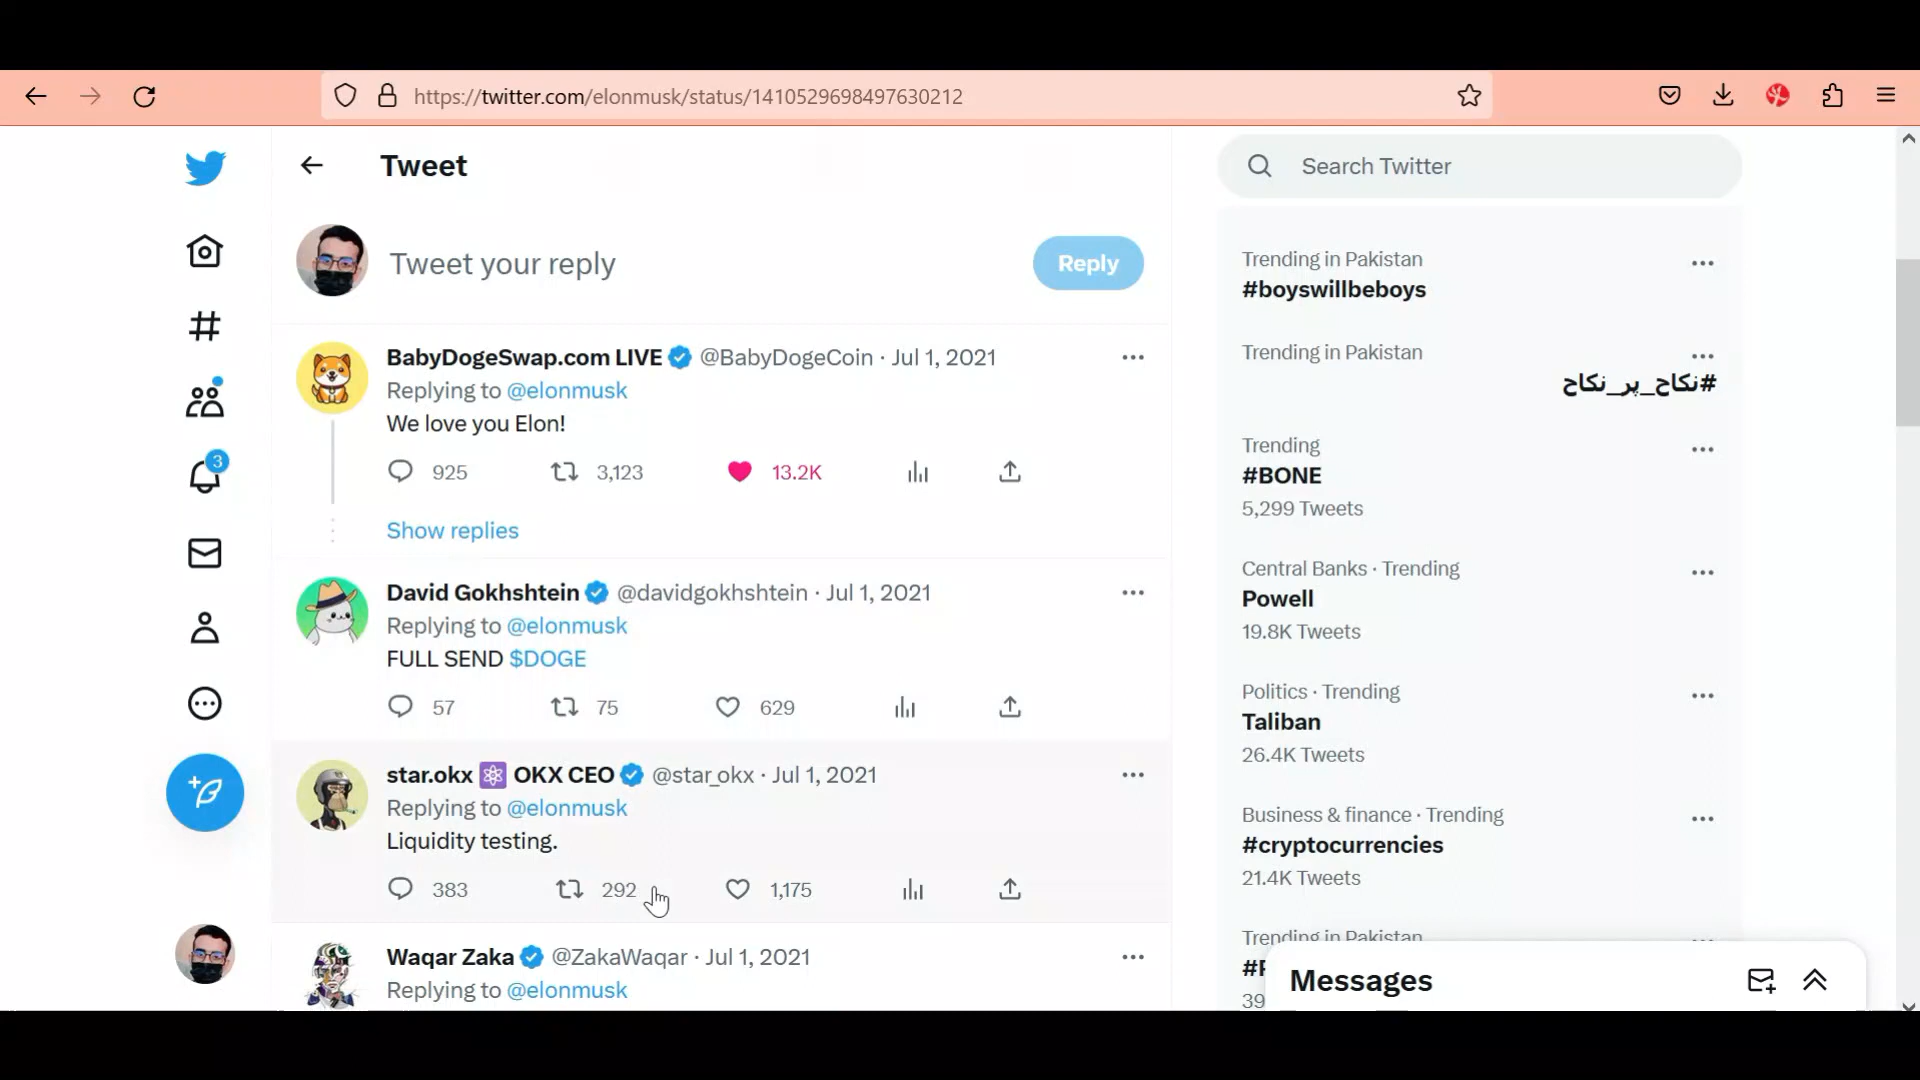 https://twitter.com/elonmusk/status/1410529698497630212
Tweet
Tweet your reply
Reply
BabyDogeSwap.com LIVE @BabyDogeCoin · Jul 1, 2021
Replying to @elonmusk
We love you Elon!
925 3,123 13.2K
Show replies
David Gokhshtein @davidgokhshtein · Jul 1, 2021
Replying to @elonmusk
FULL SEND $DOGE
57 75 629
star.okx OKX CEO @star_okx · Jul 1, 2021
Replying to @elonmusk
Liquidity testing.
383 292 1,175
Waqar Zaka @ZakaWaqar · Jul 1, 2021
Replying to @elonmusk
3
Search Twitter
Trending in Pakistan
#boyswillbeboys
Trending in Pakistan
#نکاح_پر_نکاح
Trending
#BONE
5,299 Tweets
Central Banks · Trending
Powell
19.8K Tweets
Politics · Trending
Taliban
26.4K Tweets
Business & finance · Trending
#cryptocurrencies
21.4K Tweets
Trending in Pakistan
Messages